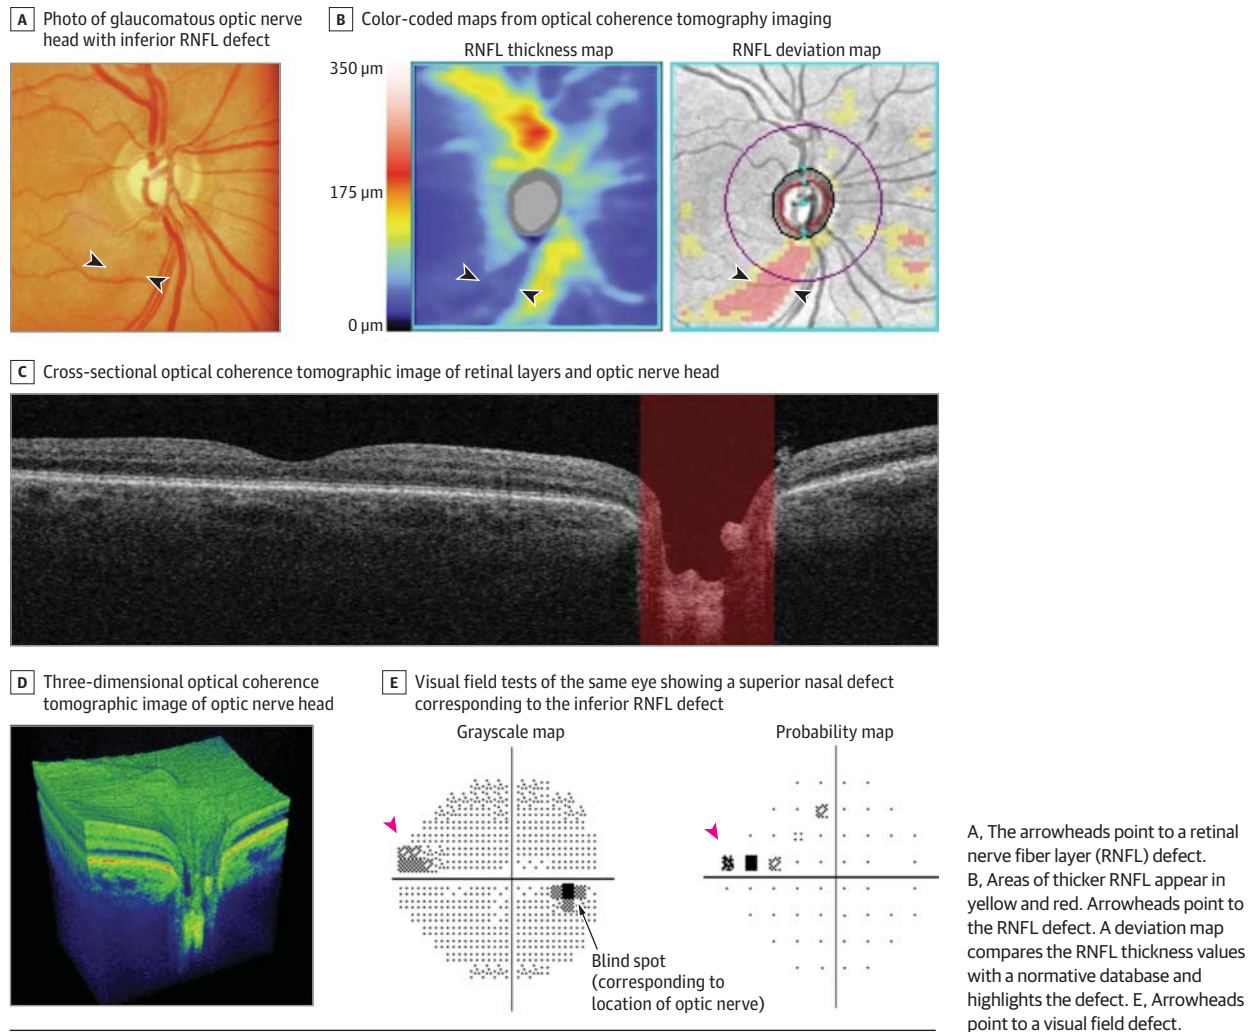 A Photo of glaucomatous optic nerve
head with inferior RNFL defect
B Color-coded maps from optical coherence tomography imaging
RNFL thickness map
RNFL deviation map
350 µm
175 µm
0 µm
C Cross-sectional optical coherence tomographic image of retinal layers and optic nerve head
D Three-dimensional optical coherence
tomographic image of optic nerve head
E Visual field tests of the same eye showing a superior nasal defect
corresponding to the inferior RNFL defect
Grayscale map
Probability map
Blind spot
(corresponding to
location of optic nerve)
A, The arrowheads point to a retinal
nerve fiber layer (RNFL) defect.
B, Areas of thicker RNFL appear in
yellow and red. Arrowheads point to
the RNFL defect. A deviation map
compares the RNFL thickness values
with a normative database and
highlights the defect. E, Arrowheads
point to a visual field defect.